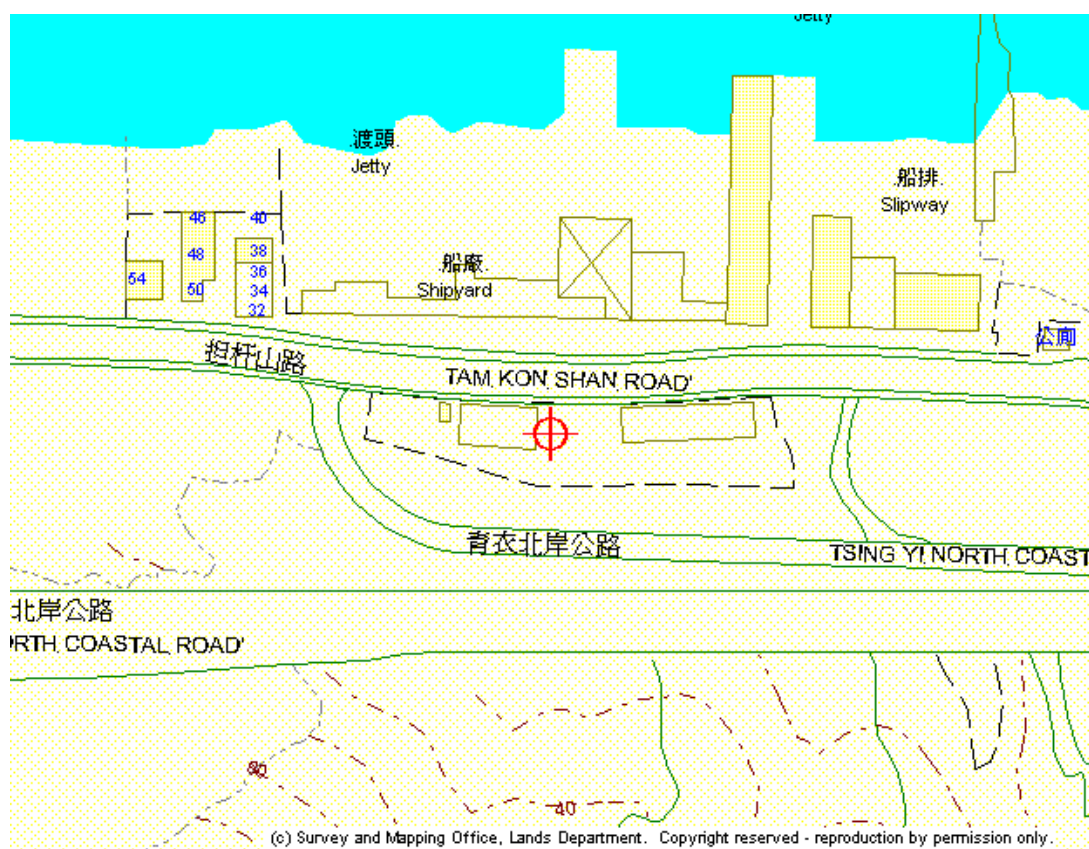 Jetty
.渡頭.
Jetty
.船排.
Slipway
46
40
48
38
54
36
50
34
32
.船廠.
Shipyard
公廁
担杆山路
TAM KON SHAN ROAD
青衣北岸公路
TSING YI NORTH COAST
北岸公路
ORTH COASTAL ROAD
80
40
(c) Survey and Mapping Office, Lands Department. Copyright reserved - reproduction by permission only.